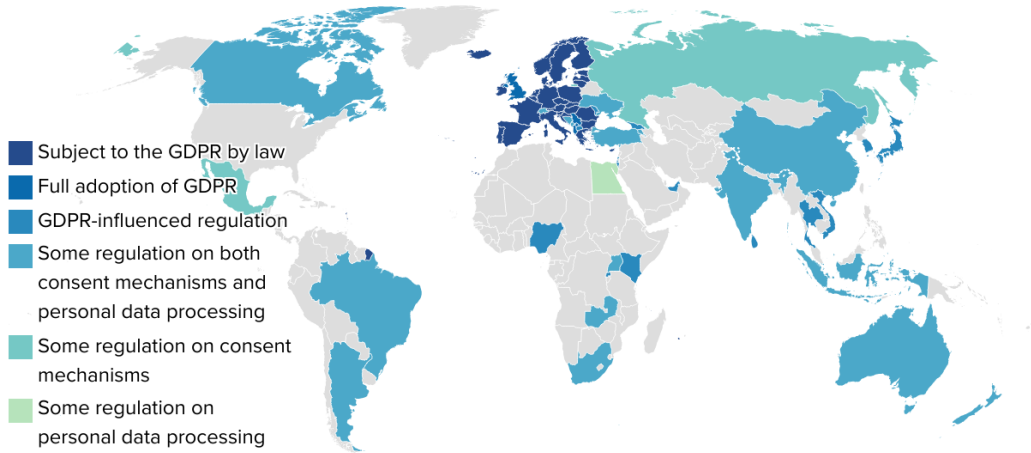 Subject to the GDPR by law
Full adoption of GDPR
GDPR-influenced regulation
Some regulation on both
consent mechanisms and
personal data processing
Some regulation on consent
mechanisms
Some regulation on
personal data processing